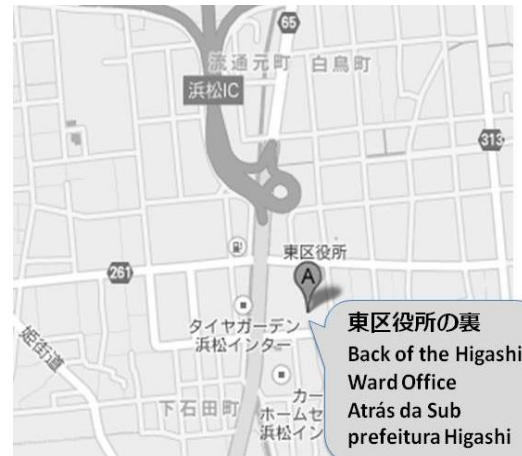 65
流通元町 白鳥町
浜松IC
313
東区役所
A
261
タイヤガーデン
浜松インター
姫街道
カー
ホームセ
浜松イン
下石田町
東区役所の裏
Back of the Higashi
Ward Office
Atrás da Sub
prefeitura Higashi